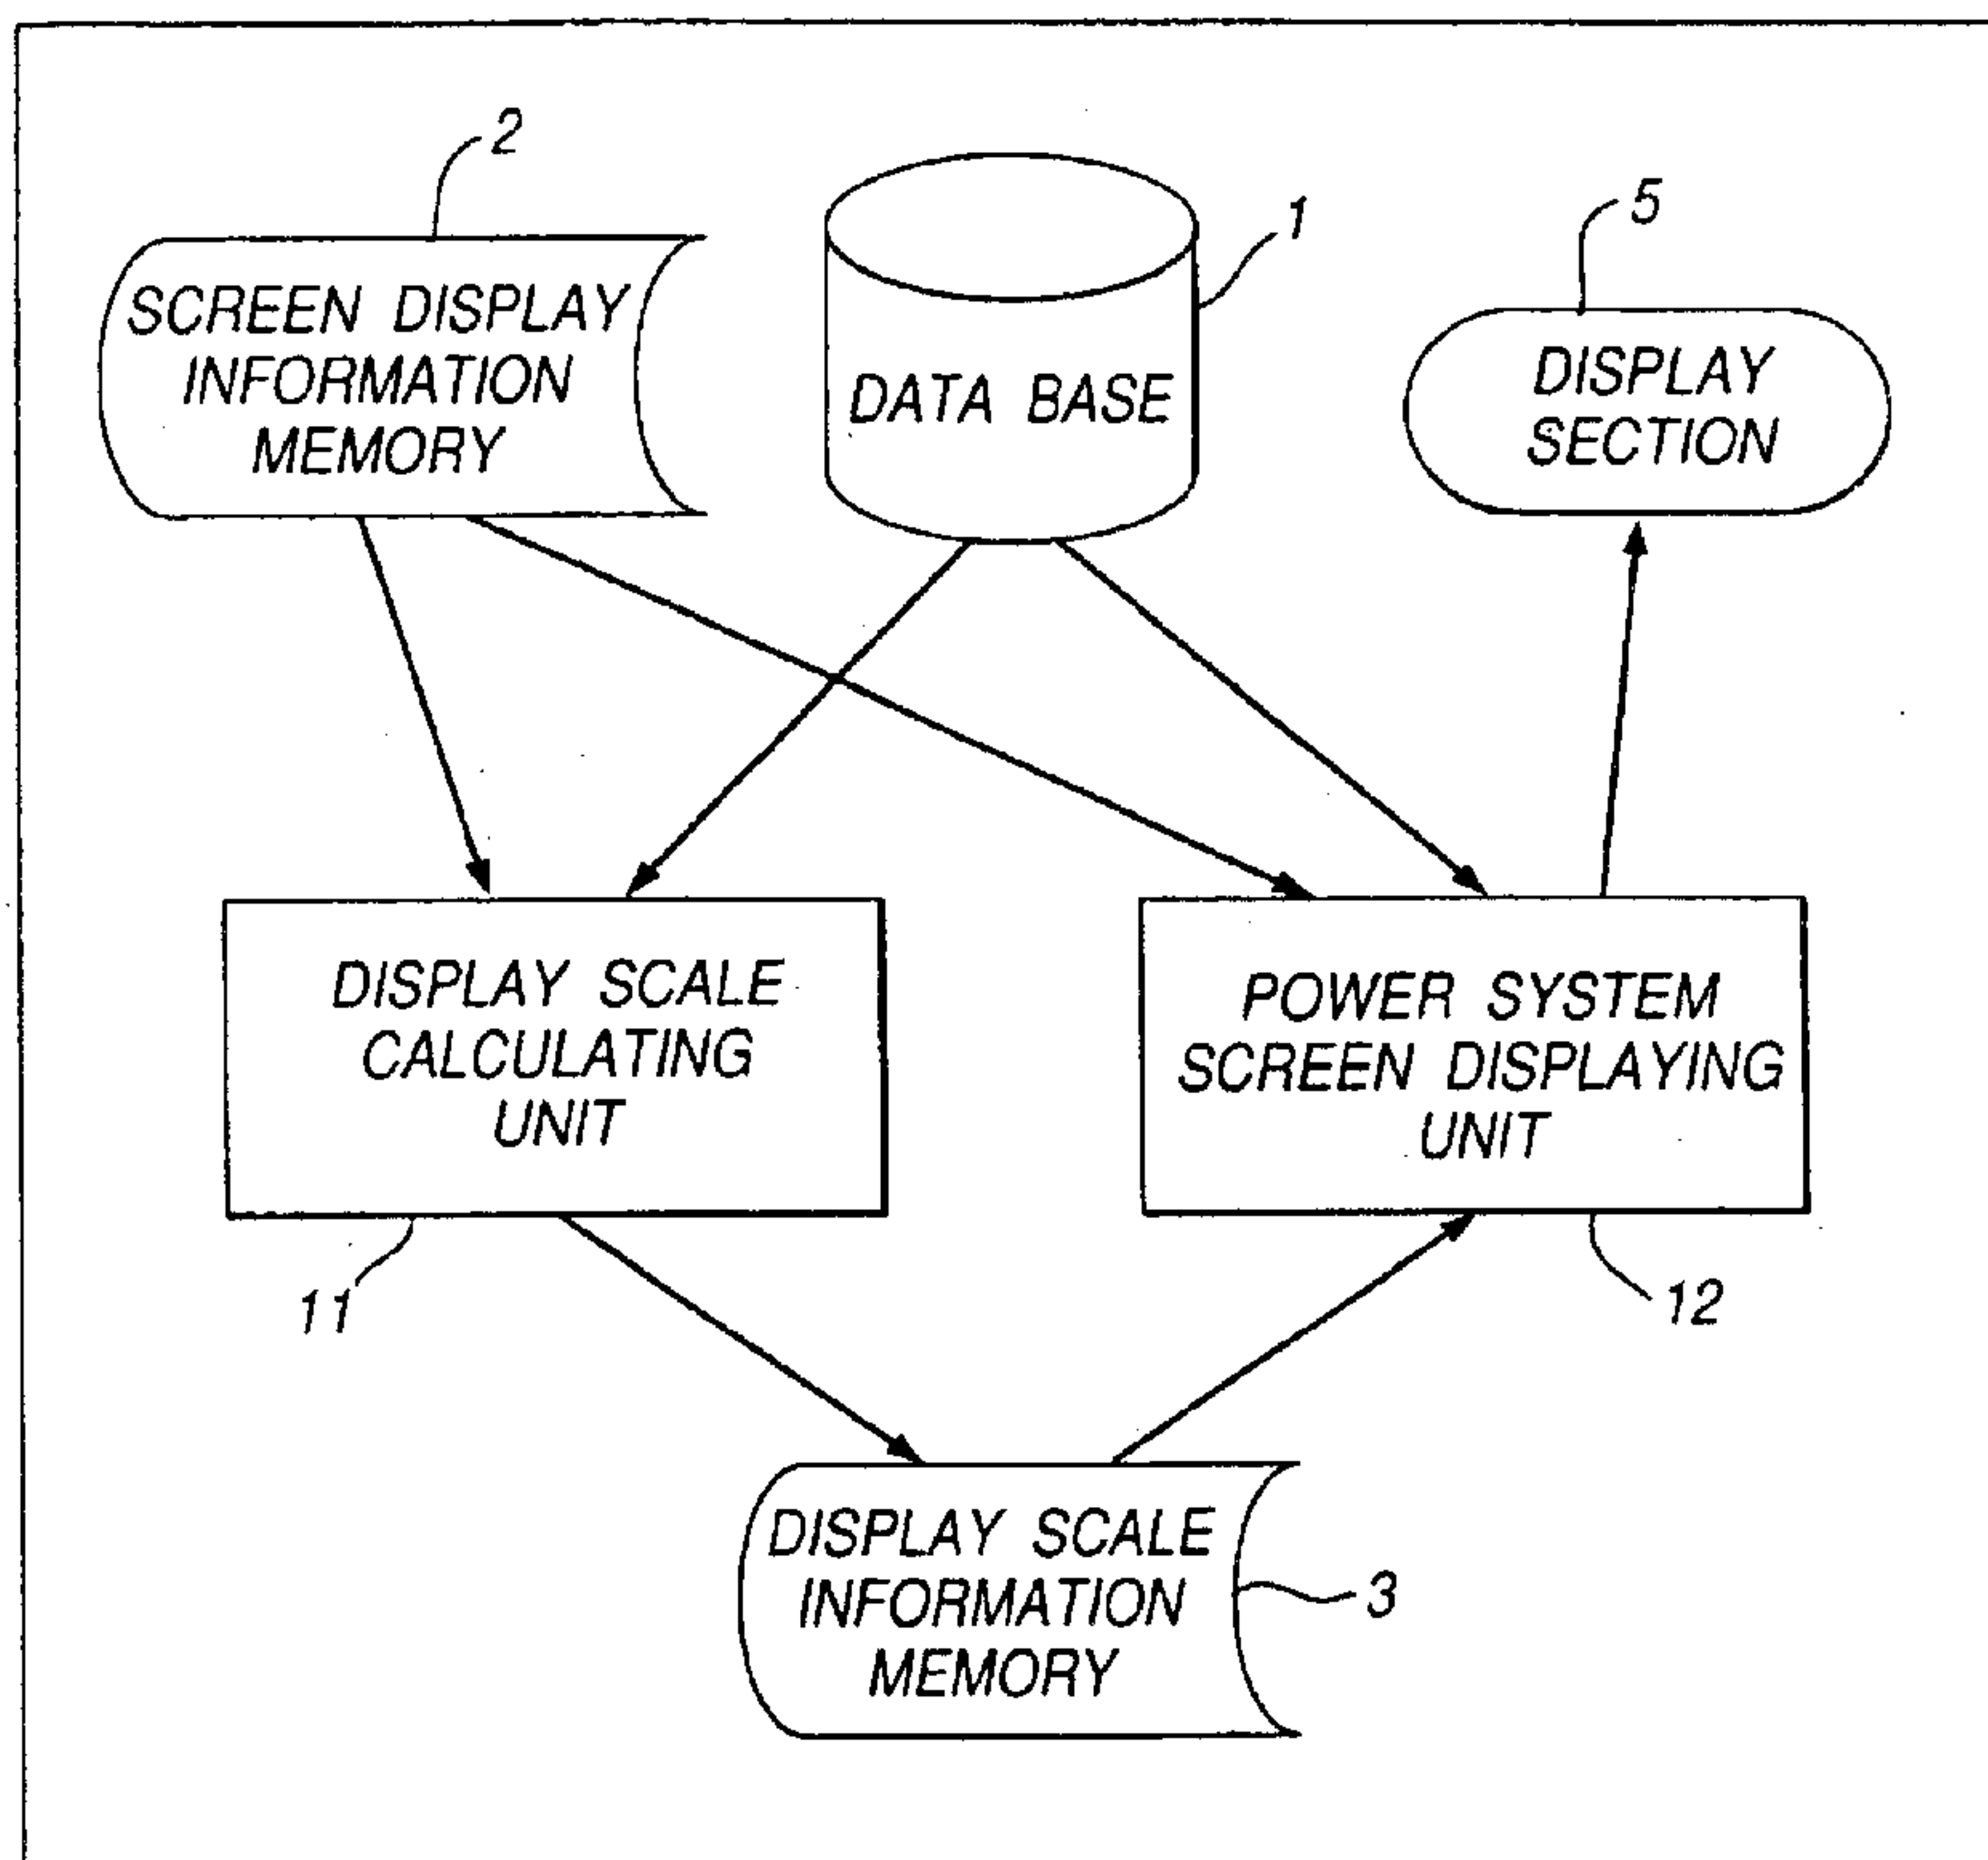 2
1
5
SCREEN DISPLAY
INFORMATION
MEMORY
DATA BASE
DISPLAY
SECTION
DISPLAY SCALE
CALCULATING
UNIT
POWER SYSTEM
SCREEN DISPLAYING
UNIT
11
12
DISPLAY SCALE
INFORMATION
MEMORY
3